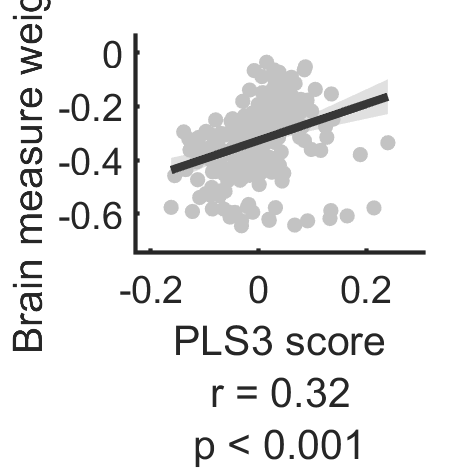 Brain measure
0
-0.2
-0.4
-0.6
-0.2 0 0.2
PLS3 score
r = 0.32
p < 0.001